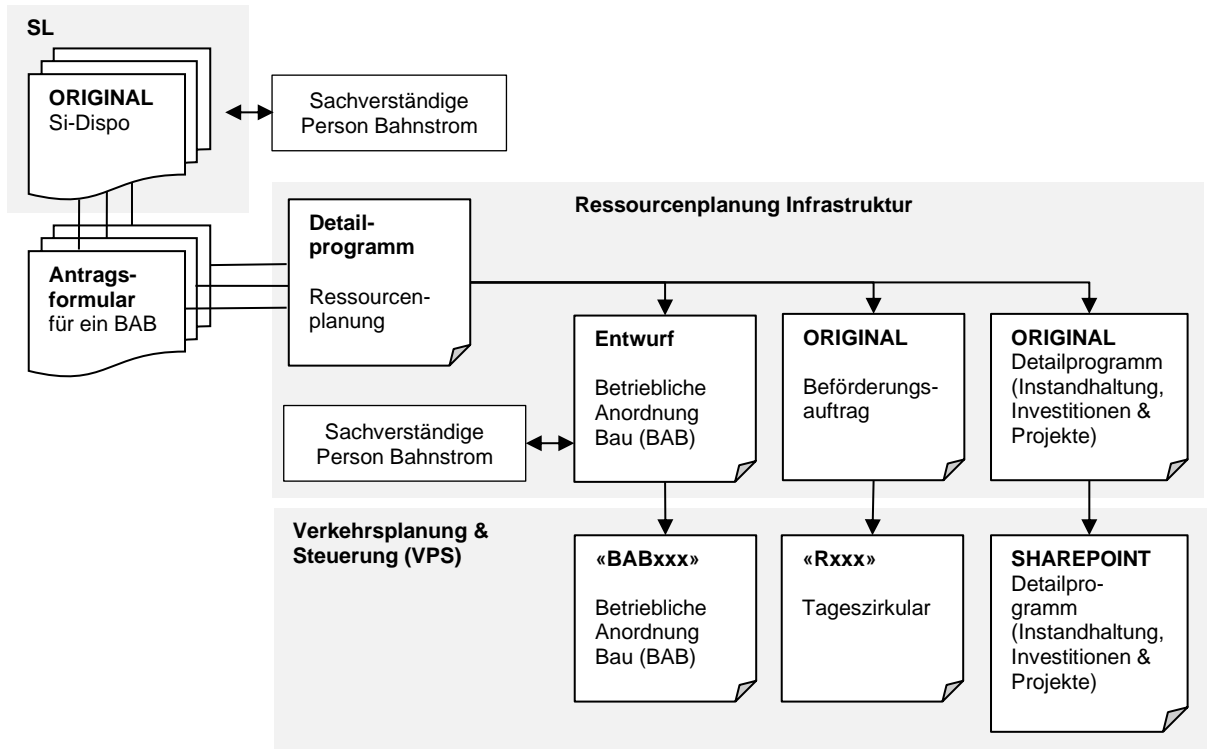 SL
ORIGINAL
Si-Dispo
Sachverständige
Person Bahnstrom
Ressourcenplanung Infrastruktur
Antrags-
formular
für ein BAB
Detail-
programm
Ressourcen-
planung
Entwurf
Betriebliche
Anordnung
Bau (BAB)
ORIGINAL
Beförderungs-
auftrag
ORIGINAL
Detailprogramm
(Instandhaltung,
Investitionen &
Projekte)
Sachverständige
Person Bahnstrom
Verkehrsplanung &
Steuerung (VPS)
«BABxxx»
Betriebliche
Anordnung
Bau (BAB)
«Rxxx»
Tageszirkular
SHAREPOINT
Detailpro-
gramm
(Instandhaltung,
Investitionen &
Projekte)